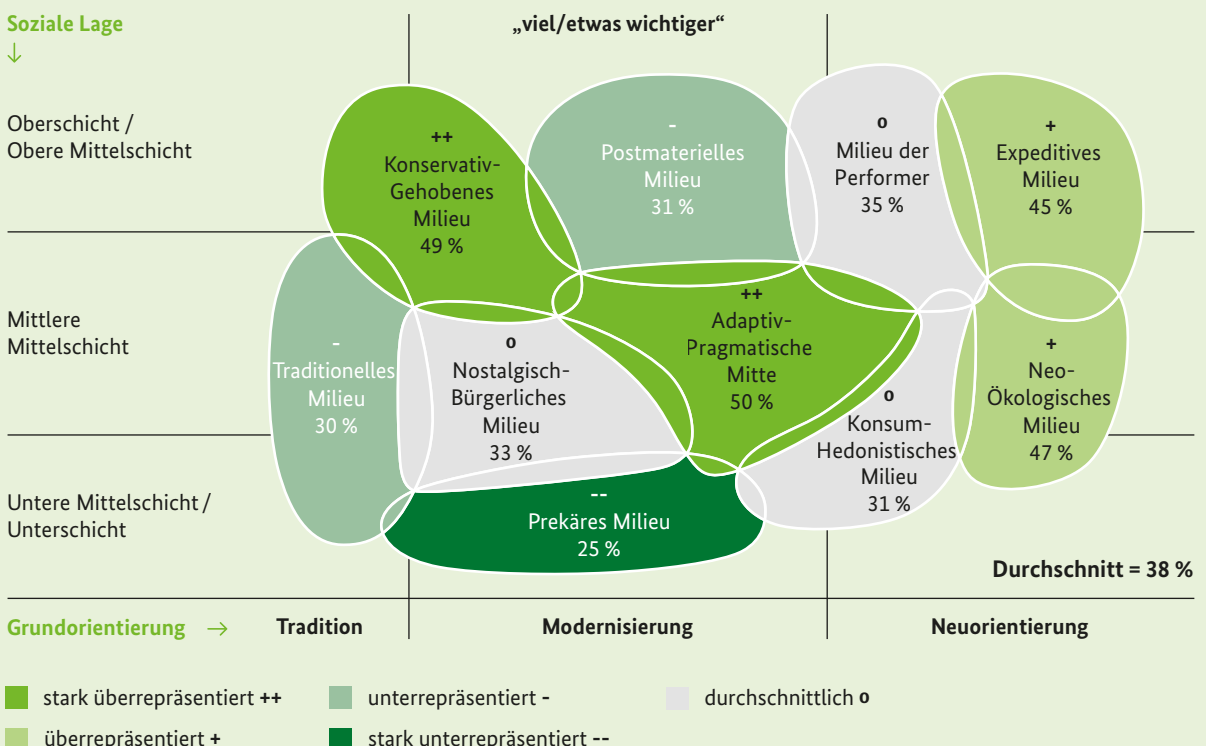 Soziale Lage
↓
„viel/etwas wichtiger“
Oberschicht /
Obere Mittelschicht
++
Konservativ-
Gehobenes
Milieu
49 %
-
Postmaterielles
Milieu
31 %
o
Milieu der
Performer
35 %
+
Expeditives
Milieu
45 %
Mittlere
Mittelschicht
-
Traditionelles
Milieu
30 %
o
Nostalgisch-
Bürgerliches
Milieu
33 %
++
Adaptiv-
Pragmatische
Mitte
50 %
o
Konsum-
Hedonistisches
Milieu
31 %
+
Neo-
Ökologisches
Milieu
47 %
Untere Mittelschicht /
Unterschicht
--
Prekäres Milieu
25 %
Durchschnitt = 38 %
Grundorientierung →
Tradition
Modernisierung
Neuorientierung
stark überrepräsentiert ++
unterrepräsentiert -
durchschnittlich o
überrepräsentiert +
stark unterrepräsentiert --